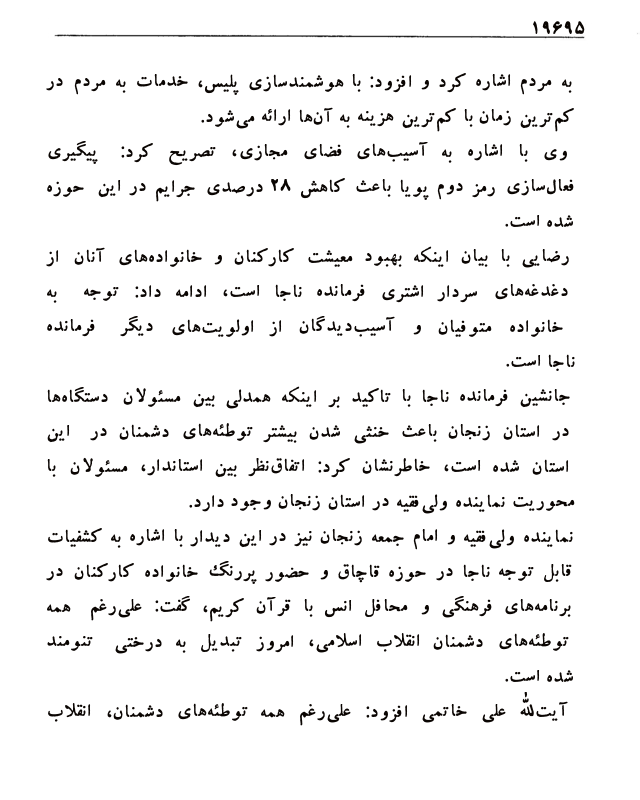 ۱۹۶۹۵
به مردم اشاره کرد و افزود: با هوشمندسازی پلیس، خدمات به مردم در
کم‌ترین زمان با کم‌ترین هزینه به آن‌ها ارائه می‌شود.
وی با اشاره به آسیب‌های فضای مجازی، تصریح کرد: پیگیری
فعال‌سازی رمز دوم پویا باعث کاهش ۲۸ درصدی جرایم در این حوزه
شده است.
رضایی با بیان اینکه بهبود معیشت کارکنان و خانواده‌های آنان از
دغدغه‌های سردار اشتری فرمانده ناجا است، ادامه داد: توجه به
خانواده متوفیان و آسیب‌دیدگان از اولویت‌های دیگر فرمانده
ناجا است.
جانشین فرمانده ناجا با تاکید بر اینکه همدلی بین مسئولان دستگاه‌ها
در استان زنجان باعث خنثی شدن بیشتر توطئه‌های دشمنان در این
استان شده است، خاطرنشان کرد: اتفاق‌نظر بین استاندار، مسئولان با
محوریت نماینده ولی‌فقیه در استان زنجان وجود دارد.
نماینده ولی‌فقیه و امام جمعه زنجان نیز در این دیدار با اشاره به کشفیات
قابل توجه ناجا در حوزه قاچاق و حضور پررنگ خانواده کارکنان در
برنامه‌های فرهنگی و محافل انس با قرآن کریم، گفت: علی‌رغم همه
توطئه‌های دشمنان انقلاب اسلامی، امروز تبدیل به درختی تنومند
شده است.
آیت‌الله علی خاتمی افزود: علی‌رغم همه توطئه‌های دشمنان، انقلاب